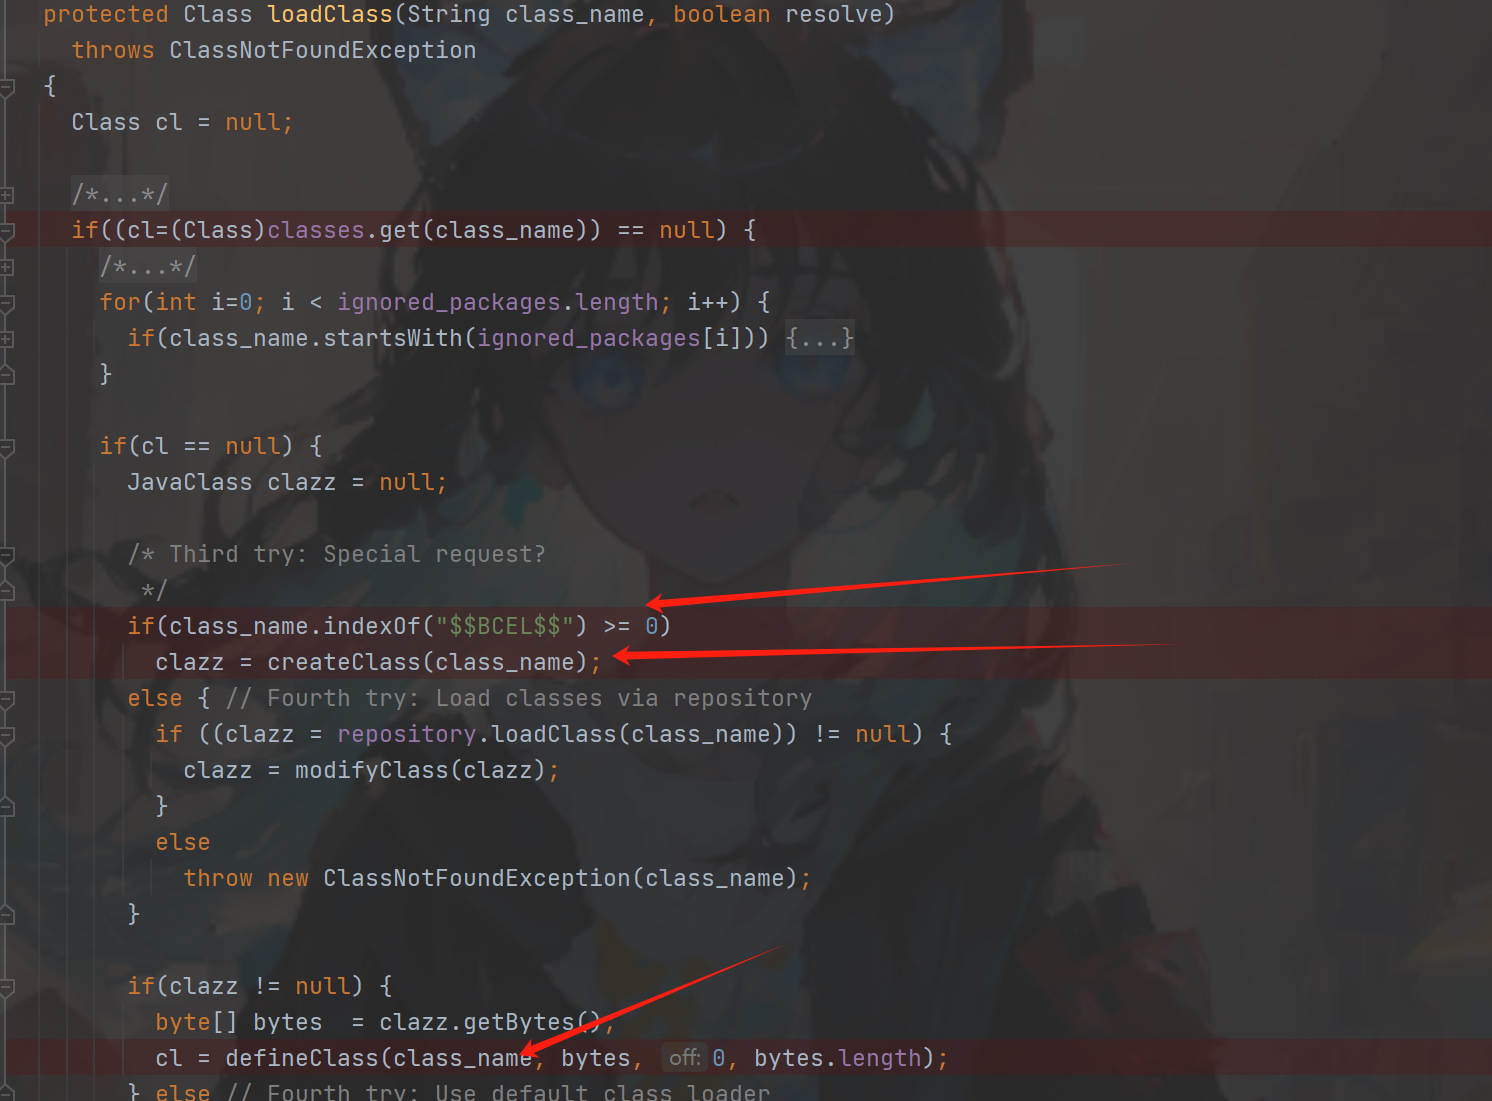 protected Class loadClass(String class_name, boolean resolve)
throws ClassNotFoundException
{
Class cl = null;
/*...*/
if((cl=(Class)classes.get(class_name)) == null) {
/*...*/
for(int i=0; i < ignored_packages.length; i++) {
if(class_name.startsWith(ignored_packages[i])) {...}
}
if(cl == null) {
JavaClass clazz = null;
/* Third try: Special request?
*/
if(class_name.indexOf("$$BCEL$$") >= 0)
clazz = createClass(class_name);
else { // Fourth try: Load classes via repository
if ((clazz = repository.loadClass(class_name)) != null) {
clazz = modifyClass(clazz);
}
else
throw new ClassNotFoundException(class_name);
}
if(clazz != null) {
byte[] bytes  = clazz.getBytes();
cl = defineClass(class_name, bytes, off: 0, bytes.length);
} else // Fourth try: Use default class loader